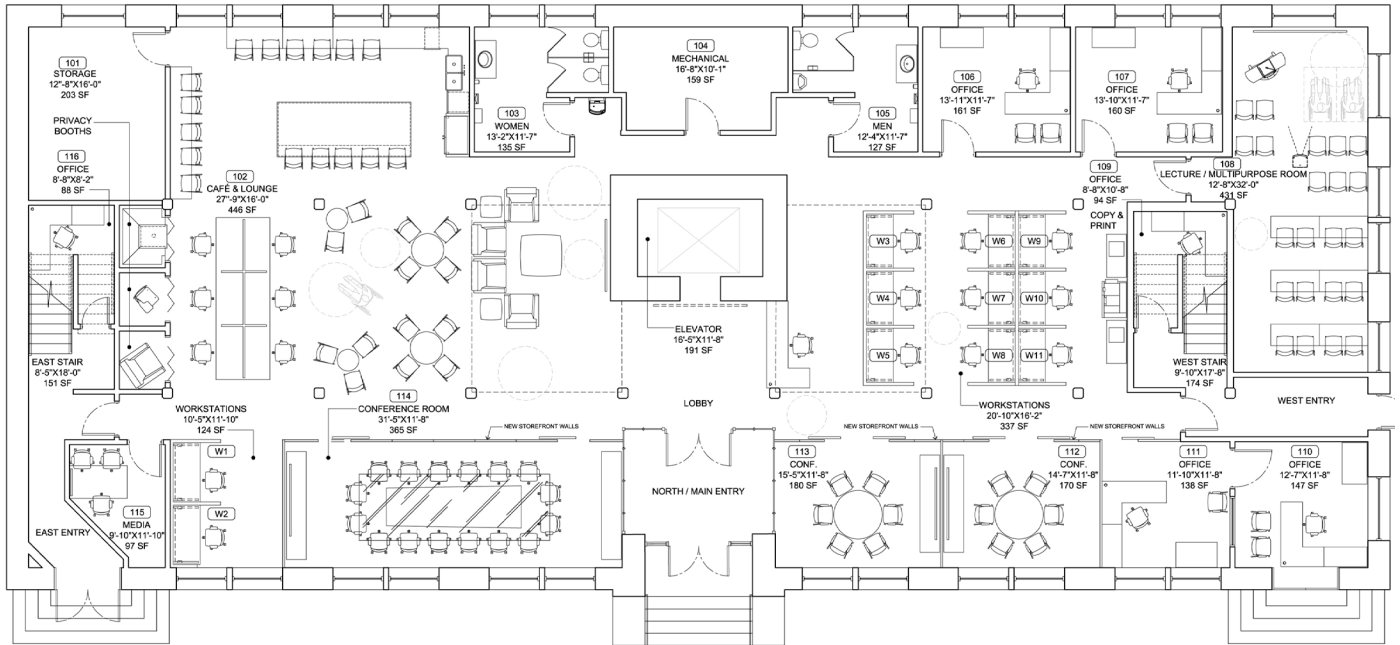 101
STORAGE
12"-8"X16'-0"
203 SF
PRIVACY
BOOTHS
116
OFFICE
8'-8"X8'-2"
88 SF
102
CAFÉ & LOUNGE
27"-9"X16'-0"
446 SF
103
WOMEN
13'-2"X11'-7"
135 SF
104
MECHANICAL
16'-8"X10'-1"
159 SF
105
MEN
12'-4"X11'-7"
127 SF
106
OFFICE
13'-11"X11'-7"
161 SF
107
OFFICE
13'-10"X11'-7"
160 SF
108
LECTURE / MULTIPURPOSE ROOM
12'-8"X32'-0"
431 SF
109
OFFICE
8'-8"X10'-8"
94 SF
COPY &
PRINT
W3
W6
W9
W4
W7
W10
W5
W8
W11
ELEVATOR
16'-5"X11'-8"
191 SF
EAST STAIR
8'-5"X18'-0"
151 SF
WEST STAIR
9'-10"X17'-8"
174 SF
WORKSTATIONS
10'-5"X11'-10"
124 SF
114
CONFERENCE ROOM
31'-5"X11'-8"
365 SF
LOBBY
WORKSTATIONS
20'-10"X16'-2"
337 SF
WEST ENTRY
NEW STOREFRONT WALLS
NEW STOREFRONT WALLS
NEW STOREFRONT WALLS
W1
W2
113
CONF.
15'-5"X11'-8"
180 SF
112
CONF.
14'-7"X11'-8"
170 SF
111
OFFICE
11'-10"X11'-8"
138 SF
110
OFFICE
12'-7"X11'-8"
147 SF
NORTH / MAIN ENTRY
115
MEDIA
9'-10"X11'-10"
97 SF
EAST ENTRY